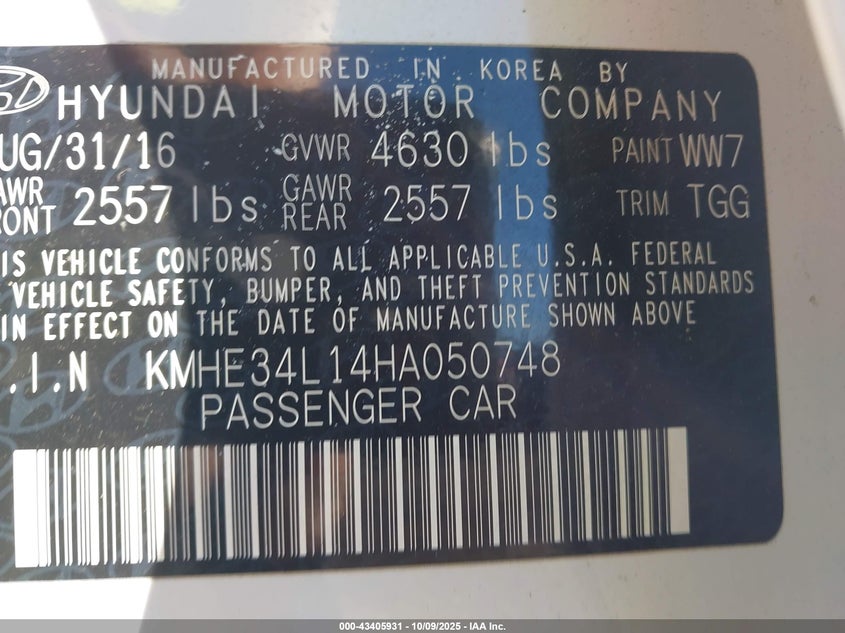 MANUFACTURED IN KOREA BY
HYUNDAI MOTOR COMPANY
UG/31/16 GVWR 4630 lbs PAINT WW7
AWR FRONT 2557 lbs GAWR REAR 2557 lbs TRIM TGG
IS VEHICLE CONFORMS TO ALL APPLICABLE U.S.A. FEDERAL
VEHICLE SAFETY, BUMPER, AND THEFT PREVENTION STANDARDS
IN EFFECT ON THE DATE OF MANUFACTURE SHOWN ABOVE
.I.N KMHE34L14HA050748
PASSENGER CAR
000-43405931 - 10/09/2025 - IAA Inc.